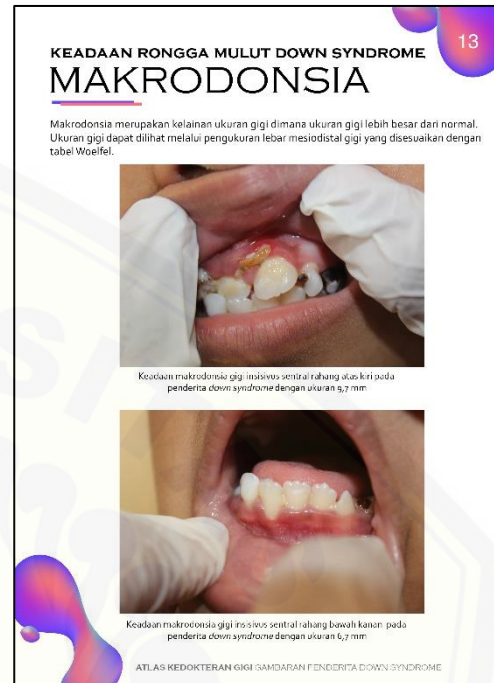 13
KEADAAN RONGGA MULUT DOWN SYNDROME
MAKRODONSIA
Makrodonsia merupakan kelainan ukuran gigi dimana ukuran gigi lebih besar dari normal.
Ukuran gigi dapat dilihat melalui pengukuran lebar mesiodistal gigi yang disesuaikan dengan
tabel Woelfel.
Keadaan makrodonsia gigi insisivus sentral rahang atas kiri pada
penderita down syndrome dengan ukuran 9,7 mm
Keadaan makrodonsia gigi insisivus sentral rahang bawah kanan pada
penderita down syndrome dengan ukuran 6,7 mm
ATLAS KEDOKTERAN GIGI GAMBARAN PENDERITA DOWN SYNDROME